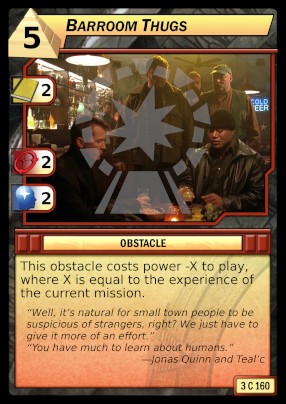 5
BARROOM THUGS
2
2
2
COLD
BEER
OBSTACLE
This obstacle costs power -X to play,
where X is equal to the experience of
the current mission.
“Well, it’s natural for small town people to be
suspicious of strangers, right? We just have to
give it more of an effort.”
“You have much to learn about humans.”
—Jonas Quinn and Teal’c
3 C 160